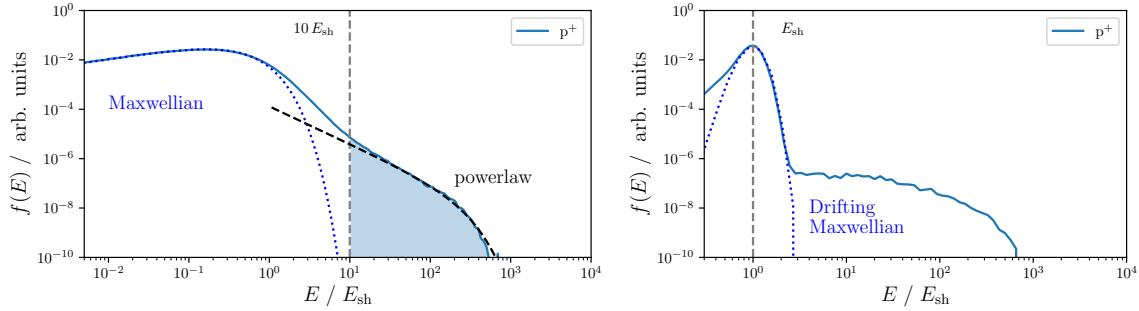 10^0
10^{-2}
10^{-4}
10^{-6}
10^{-8}
10^{-10}
f(E) / arb. units
10 E_sh
p^+
Maxwellian
powerlaw
10^{-2}
10^{-1}
10^0
10^1
10^2
10^3
10^4
E / E_sh
10^0
10^{-2}
10^{-4}
10^{-6}
10^{-8}
10^{-10}
f(E) / arb. units
E_sh
p^+
Drifting
Maxwellian
10^0
10^1
10^2
10^3
10^4
E / E_sh